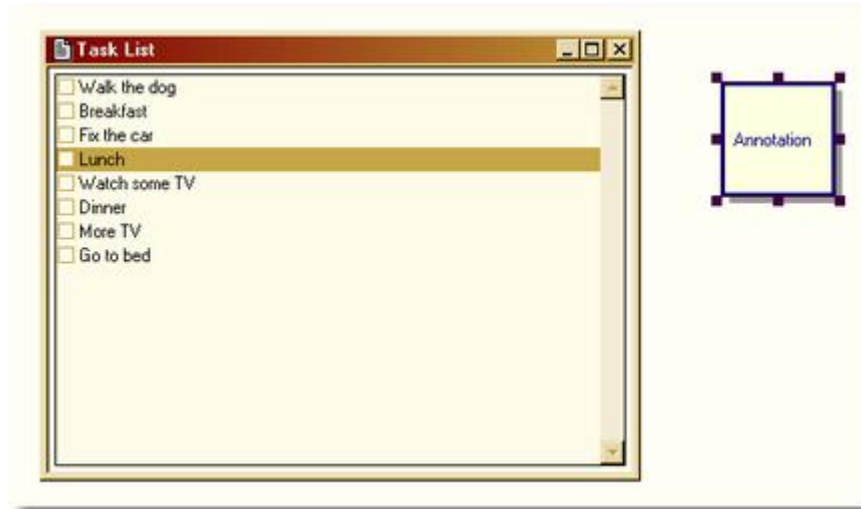 Task List
Walk the dog
Breakfast
Fix the car
Lunch
Watch some TV
Dinner
More TV
Go to bed
Annotation